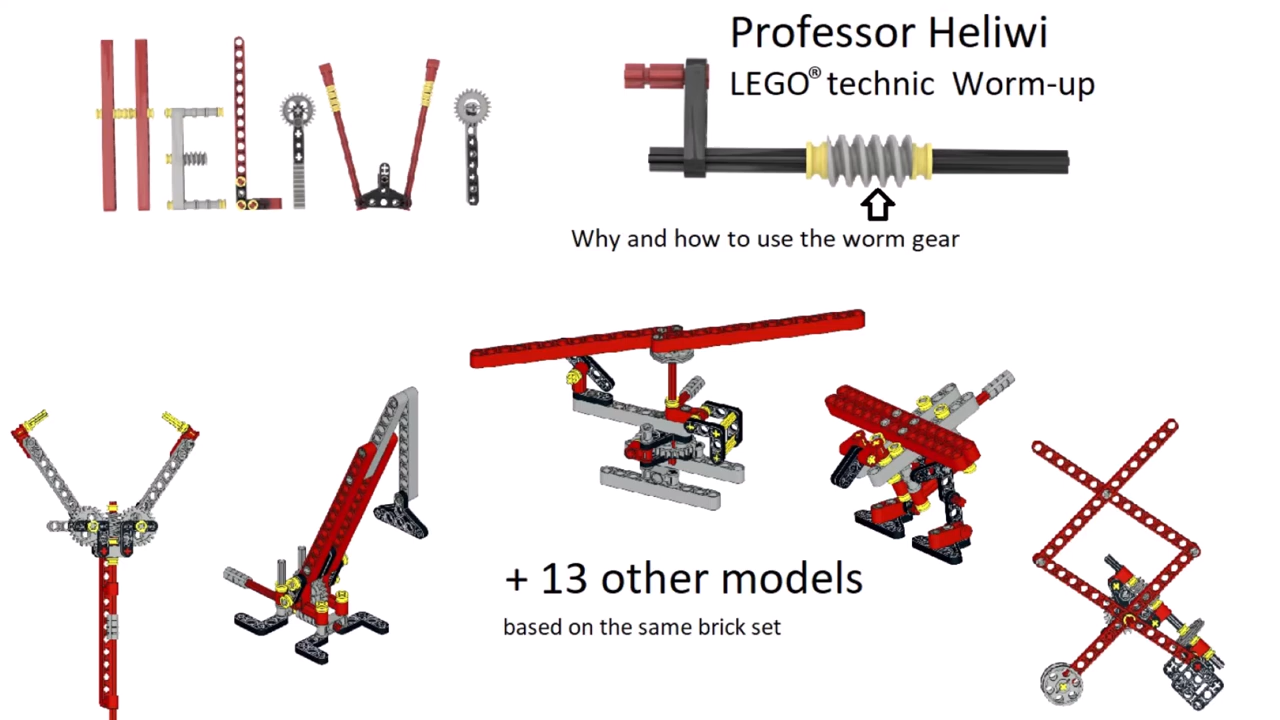 HELIWI
Professor Heliwi
LEGO® technic Worm-up
Why and how to use the worm gear
+ 13 other models
based on the same brick set